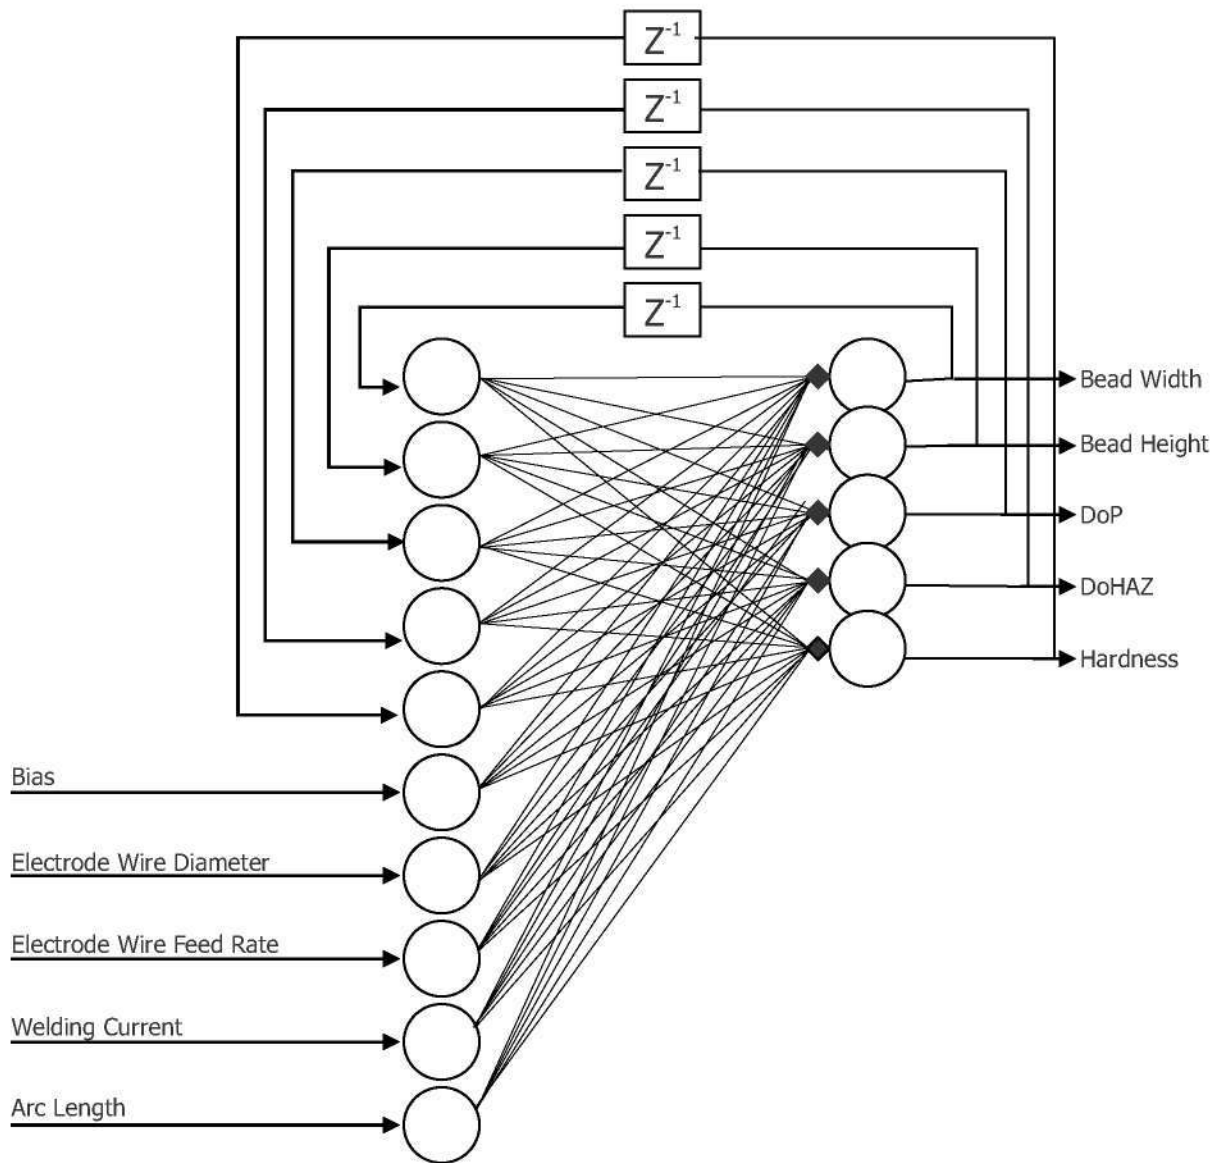 Z⁻¹
Z⁻¹
Z⁻¹
Z⁻¹
Z⁻¹
Bead Width
Bead Height
DoP
DoHAZ
Hardness
Bias
Electrode Wire Diameter
Electrode Wire Feed Rate
Welding Current
Arc Length